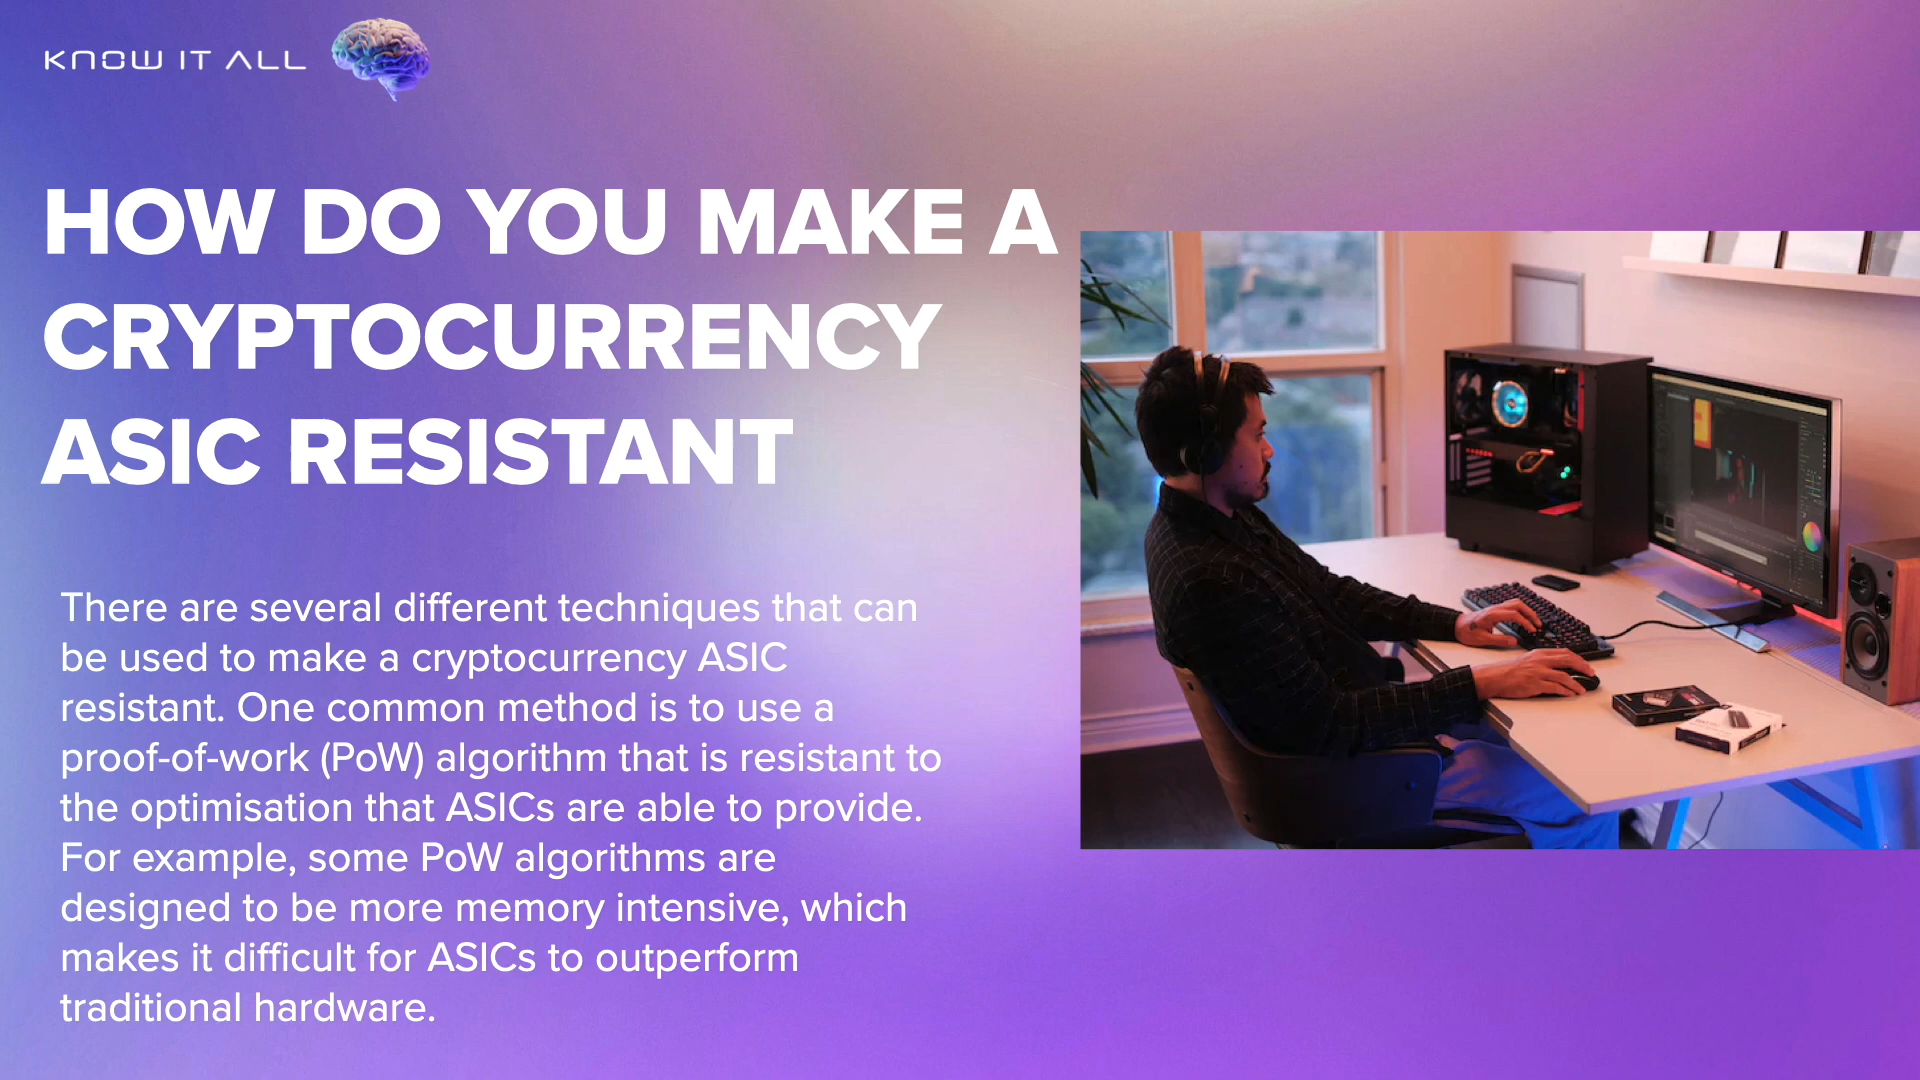 KNOW IT ALL
HOW DO YOU MAKE A
CRYPTOCURRENCY
ASIC RESISTANT
There are several different techniques that can
be used to make a cryptocurrency ASIC
resistant. One common method is to use a
proof-of-work (PoW) algorithm that is resistant to
the optimisation that ASICs are able to provide.
For example, some PoW algorithms are
designed to be more memory intensive, which
makes it difficult for ASICs to outperform
traditional hardware.